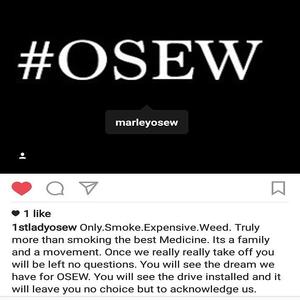 #OSEW
marleyosew
1 like
1stladyosew Only.Smoke.Expensive.Weed. Truly
more than smoking the best Medicine. Its a family
and a movement. Once we really really take off you
will be left no questions. You will see the dream we
have for OSEW. You will see the drive installed and it
will leave you no choice but to acknowledge us.